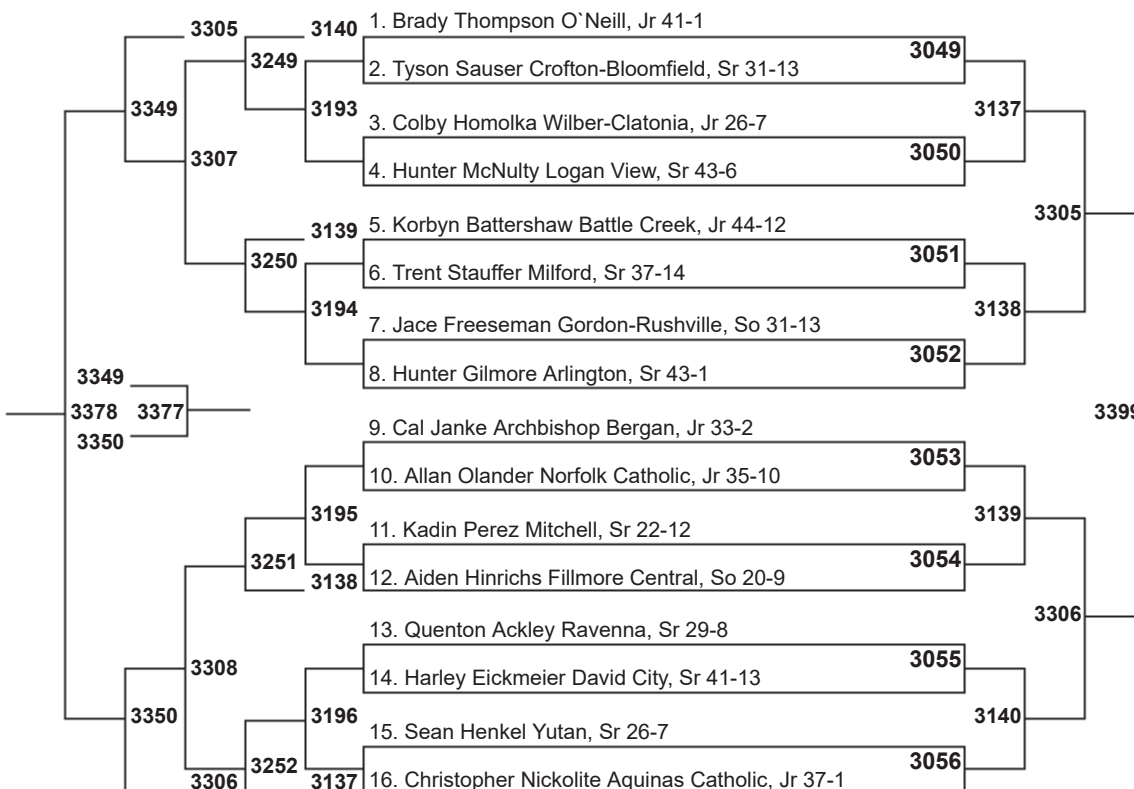 3305 3140 1. Brady Thompson O`Neill, Jr 41-1
3249 3049
2. Tyson Sauser Crofton-Bloomfield, Sr 31-13
3349 3193 3137
3. Colby Homolka Wilber-Clatonia, Jr 26-7
3307 3050
4. Hunter McNulty Logan View, Sr 43-6
3305
3139 5. Korbyn Battershaw Battle Creek, Jr 44-12
3250 3051
6. Trent Stauffer Milford, Sr 37-14
3194 3138
7. Jace Freeseman Gordon-Rushville, So 31-13
3052
3349 8. Hunter Gilmore Arlington, Sr 43-1
3378 3377 3399
3350 9. Cal Janke Archbishop Bergan, Jr 33-2
3053
10. Allan Olander Norfolk Catholic, Jr 35-10
3195 3139
11. Kadin Perez Mitchell, Sr 22-12
3251 3054
3138 12. Aiden Hinrichs Fillmore Central, So 20-9
3306
13. Quenton Ackley Ravenna, Sr 29-8
3308 3055
14. Harley Eickmeier David City, Sr 41-13
3350 3196 3140
15. Sean Henkel Yutan, Sr 26-7
3252 3056
3306 3137 16. Christopher Nickolite Aquinas Catholic, Jr 37-1